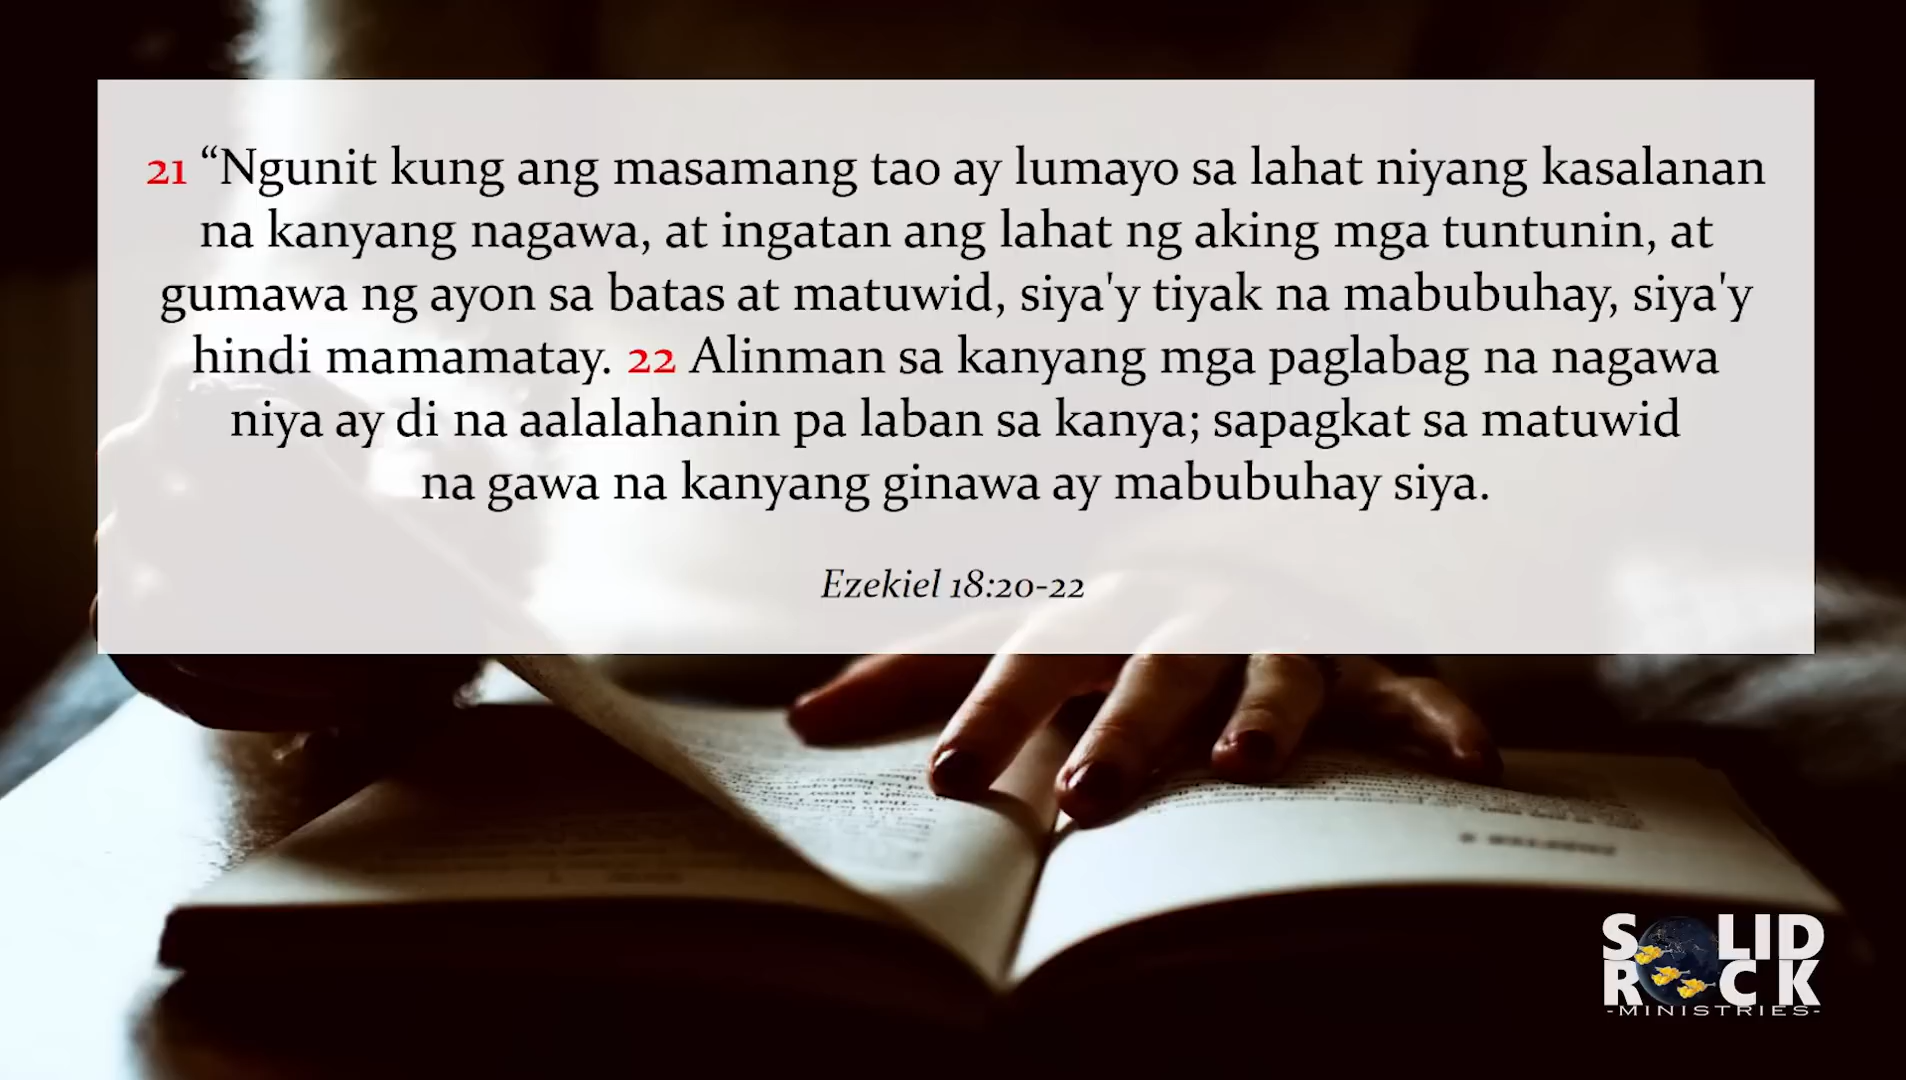 21 “Ngunit kung ang masamang tao ay lumayo sa lahat niyang kasalanan
na kanyang nagawa, at ingatan ang lahat ng aking mga tuntunin, at
gumawa ng ayon sa batas at matuwid, siya'y tiyak na mabubuhay, siya'y
hindi mamamatay. 22 Alinman sa kanyang mga paglabag na nagawa
niya ay di na aalalahanin pa laban sa kanya; sapagkat sa matuwid
na gawa na kanyang ginawa ay mabubuhay siya.
Ezekiel 18:20-22
SOLID
ROCK
-MINISTRIES-